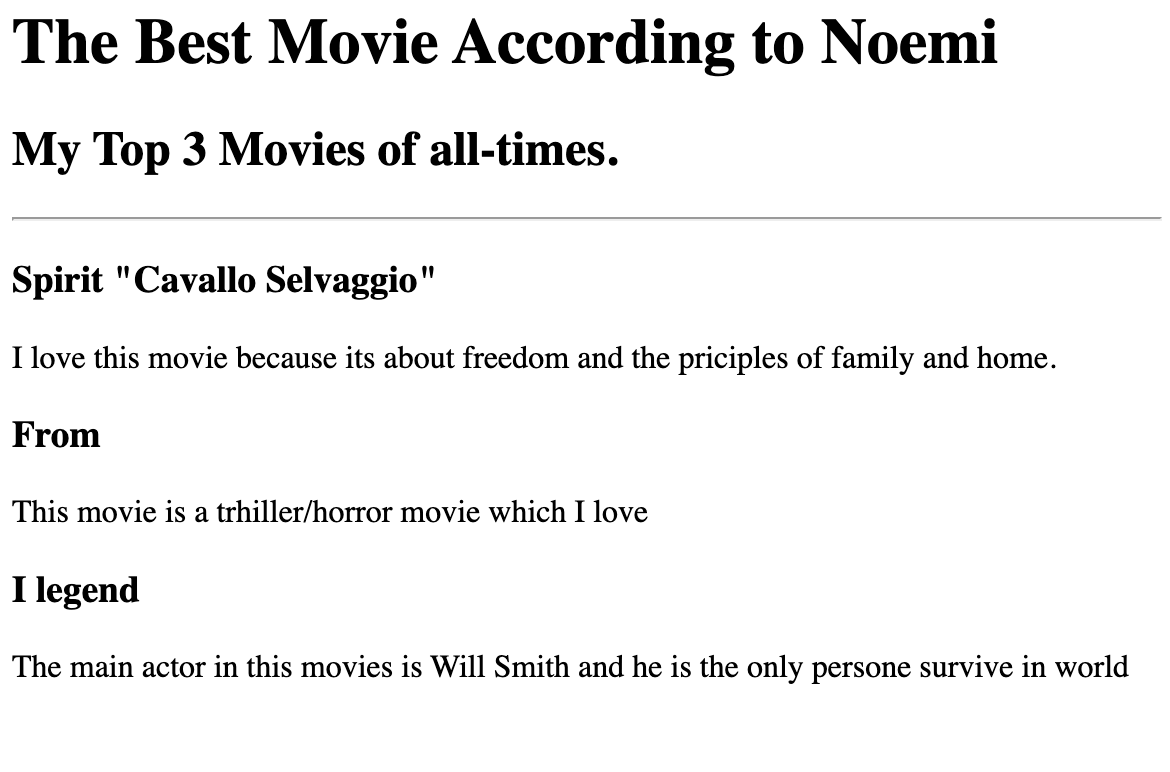 The Best Movie According to Noemi
My Top 3 Movies of all-times.
Spirit "Cavallo Selvaggio"
I love this movie because its about freedom and the priciples of family and home.
From
This movie is a trhiller/horror movie which I love
I legend
The main actor in this movies is Will Smith and he is the only persone survive in world